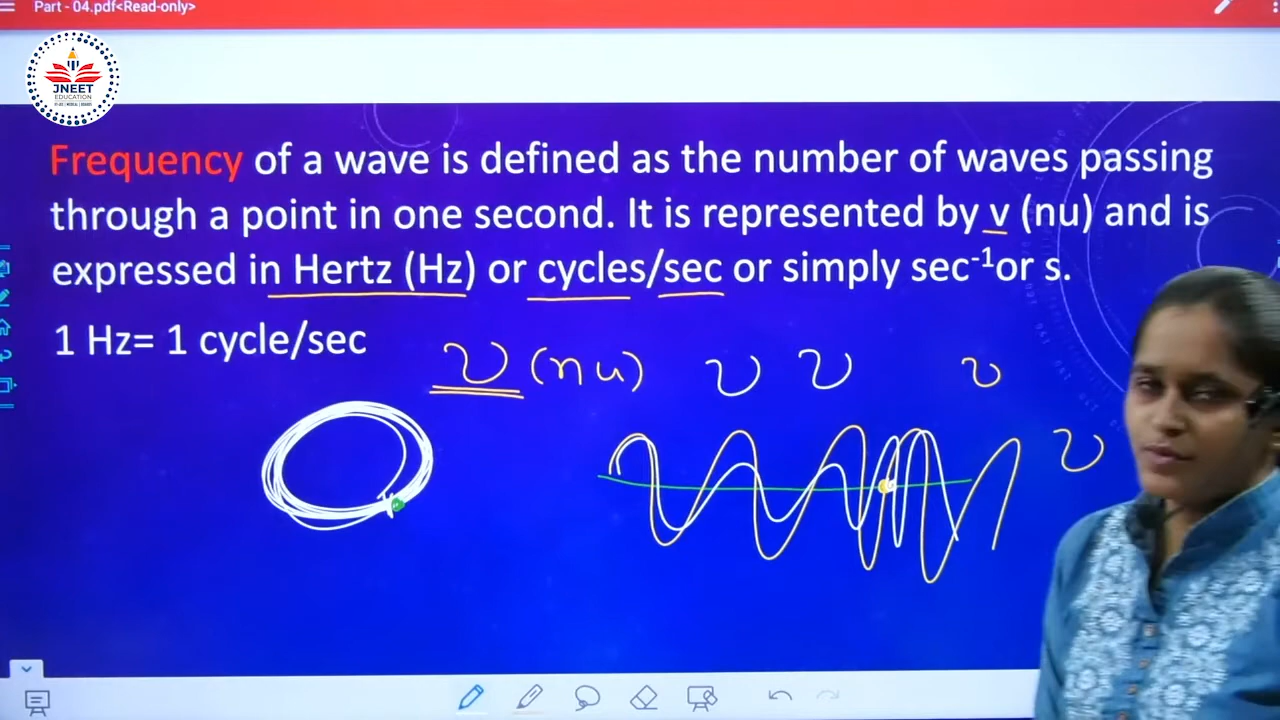 Part - 04.pdf<Read-only>
JNEET
EDUCATION
Frequency of a wave is defined as the number of waves passing
through a point in one second. It is represented by ν (nu) and is
expressed in Hertz (Hz) or cycles/sec or simply sec⁻¹or s.
1 Hz= 1 cycle/sec
ν (nu) ν ν ν
ν